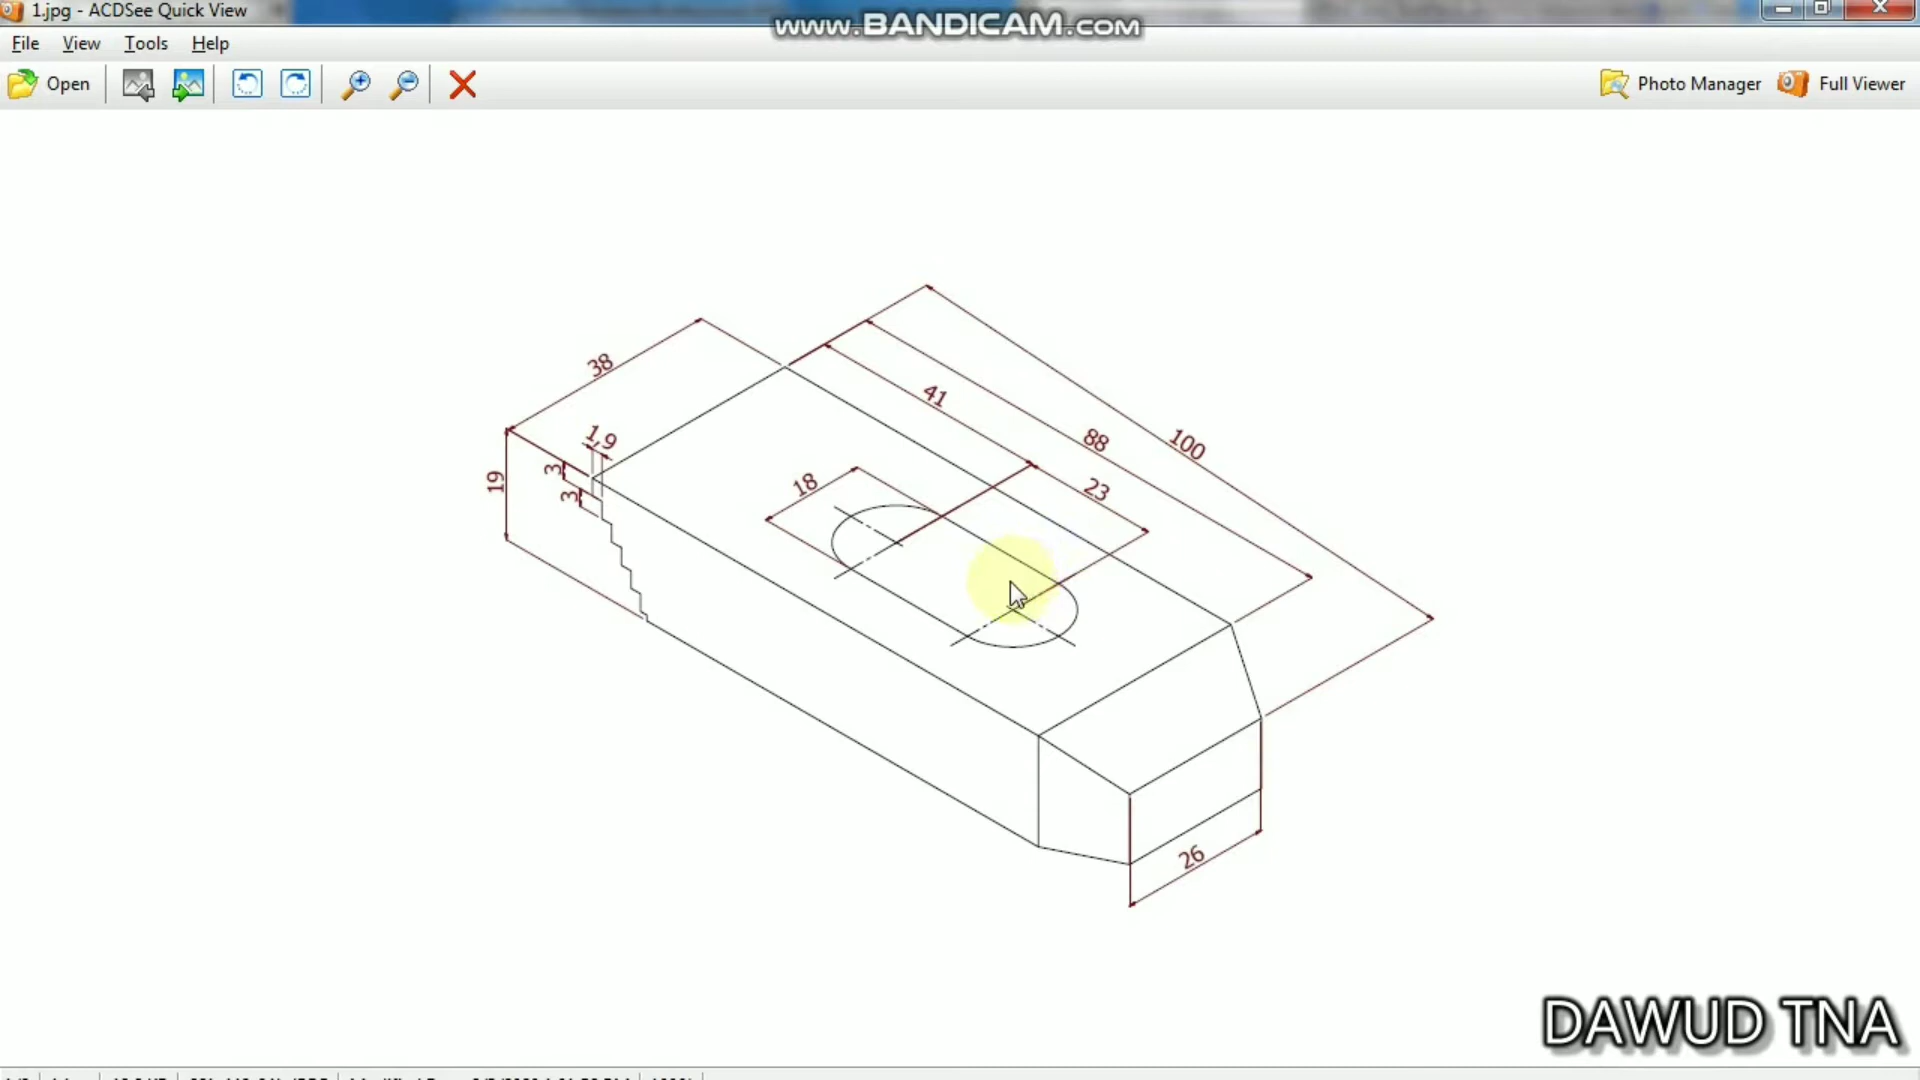 1.jpg - ACDSee Quick View
www.BANDICAM.com
File View Tools Help
Open
Photo Manager Full Viewer
38
41
1,9
88
100
3
19
3
18
23
26
DAWUD TNA